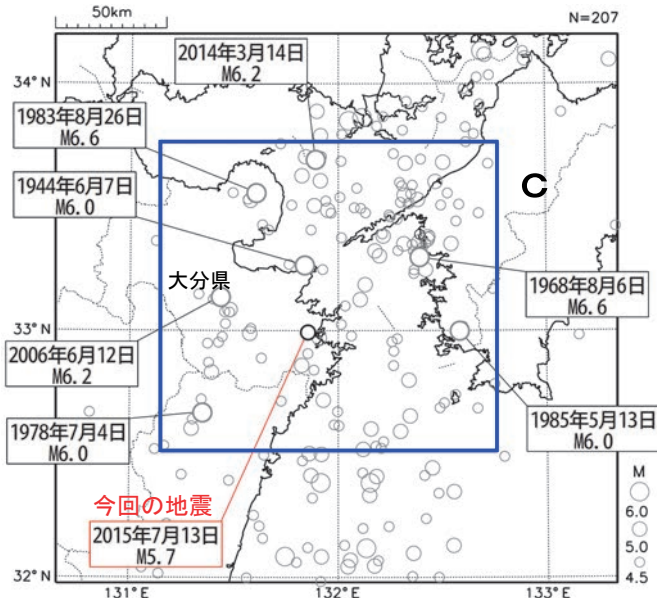 50km
N=207
2014年3月14日
M6.2
34°N
1983年8月26日
M6.6
1944年6月7日
M6.0
C
大分県
1968年8月6日
M6.6
33°N
2006年6月12日
M6.2
1978年7月4日
M6.0
1985年5月13日
M6.0
今回の地震
2015年7月13日
M5.7
M
6.0
5.0
4.5
32°N
131°E
132°E
133°E